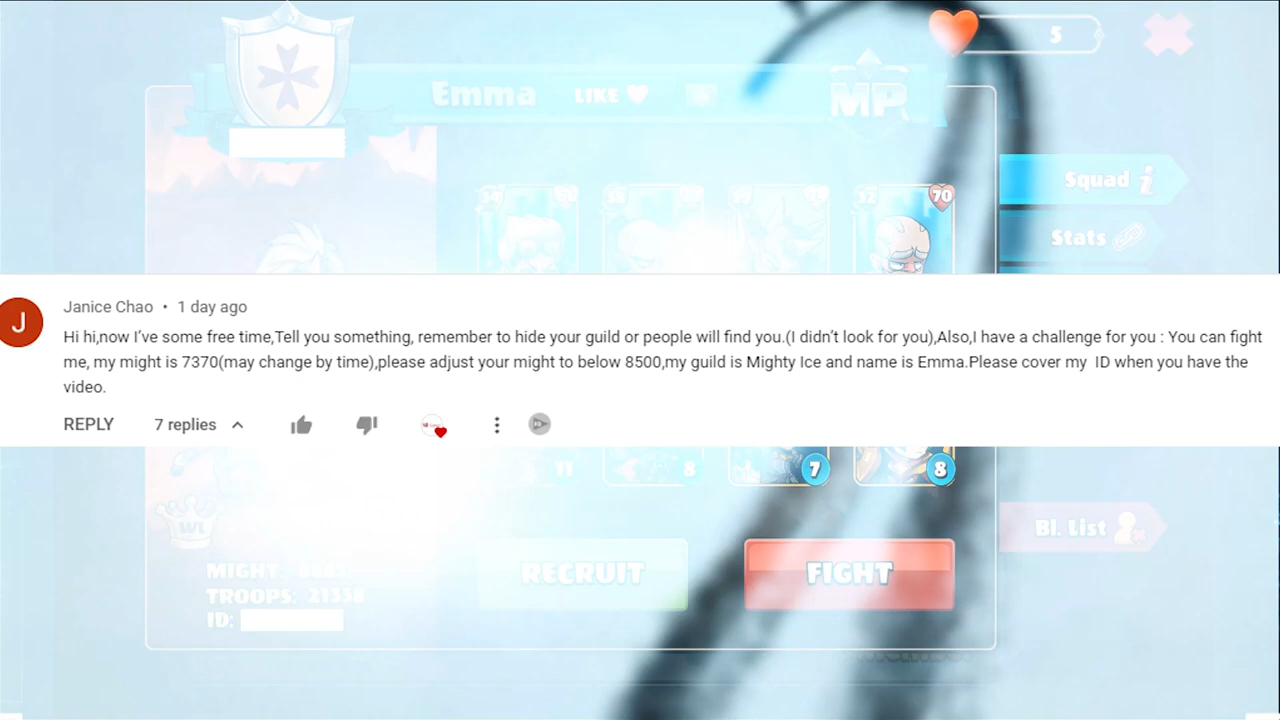 5
Emma LIKE
MP
Squad
70
32
Stats
J
Janice Chao • 1 day ago
Hi hi,now I've some free time,Tell you something, remember to hide your guild or people will find you.(I didn't look for you),Also,I have a challenge for you : You can fight
me, my might is 7370(may change by time),please adjust your might to below 8500,my guild is Mighty Ice and name is Emma.Please cover my ID when you have the
video.
REPLY 7 replies
11 8 7 8
WL
Bl. List
MIGHT:
RECRUIT FIGHT
TROOPS: 21338
ID: